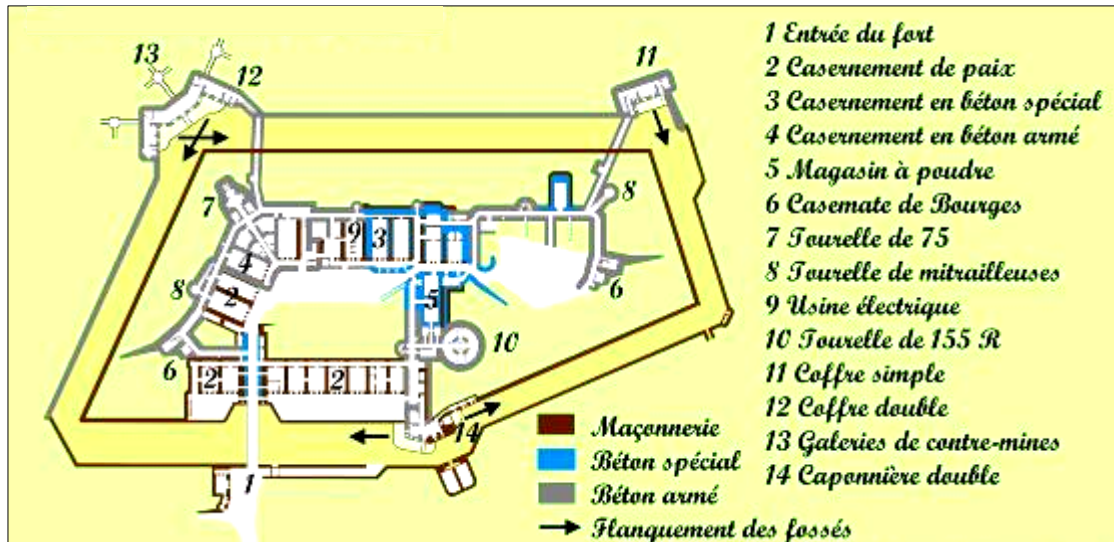 13
12
11
7
9
3
8
4
5
8
2
6
10
6
2
2
14
1
1 Entrée du fort
2 Casernement de paix
3 Casernement en béton spécial
4 Casernement en béton armé
5 Magasin à poudre
6 Casemate de Bourges
7 Tourelle de 75
8 Tourelle de mitrailleuses
9 Usine électrique
10 Tourelle de 155 R
11 Coffre simple
12 Coffre double
13 Galeries de contre-mines
14 Caponnière double
Maçonnerie
Béton spécial
Béton armé
Flanquement des fossés